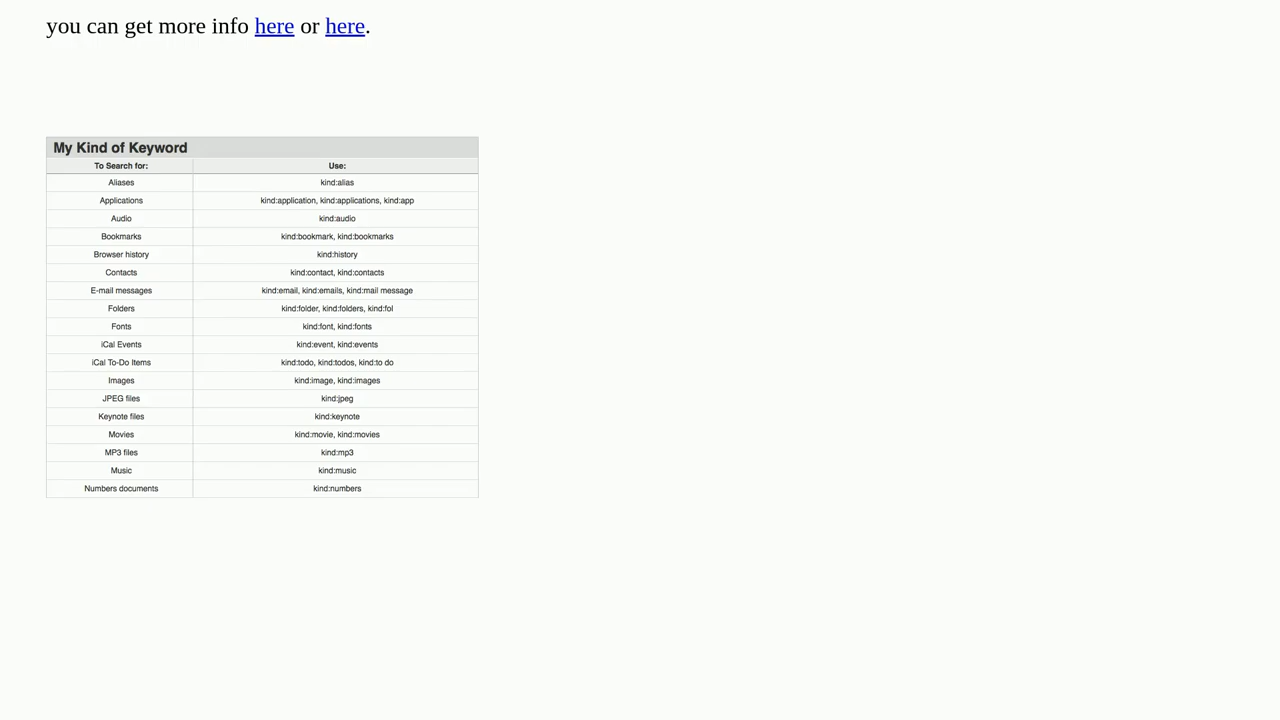 you can get more info here or here.
My Kind of Keyword
To Search for: Use:
Aliases kind:alias
Applications kind:application, kind:applications, kind:app
Audio kind:audio
Bookmarks kind:bookmark, kind:bookmarks
Browser history kind:history
Contacts kind:contact, kind:contacts
E-mail messages kind:email, kind:emails, kind:mail message
Folders kind:folder, kind:folders, kind:fol
Fonts kind:font, kind:fonts
iCal Events kind:event, kind:events
iCal To-Do Items kind:todo, kind:todos, kind:to do
Images kind:image, kind:images
JPEG files kind:jpeg
Keynote files kind:keynote
Movies kind:movie, kind:movies
MP3 files kind:mp3
Music kind:music
Numbers documents kind:numbers